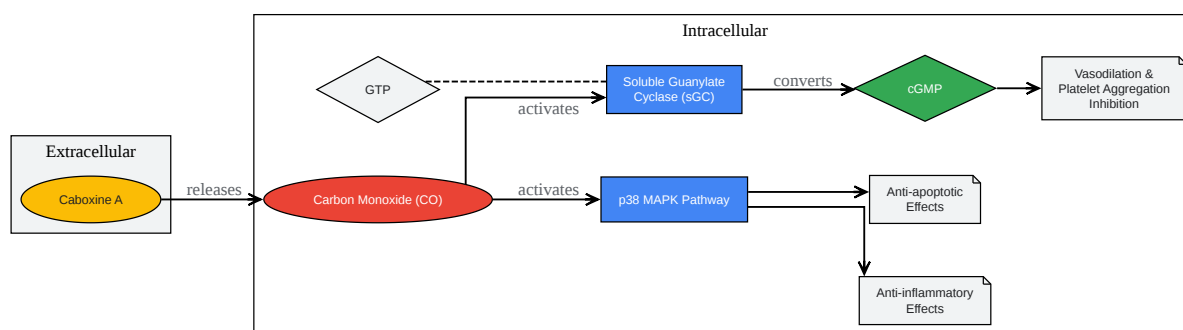 Intracellular
GTP
Soluble Guanylate
Cyclase (sGC)
converts
cGMP
Vasodilation &
Platelet Aggregation
Inhibition
activates
Extracellular
Caboxine A
releases
Carbon Monoxide (CO)
activates
p38 MAPK Pathway
Anti-apoptotic
Effects
Anti-inflammatory
Effects